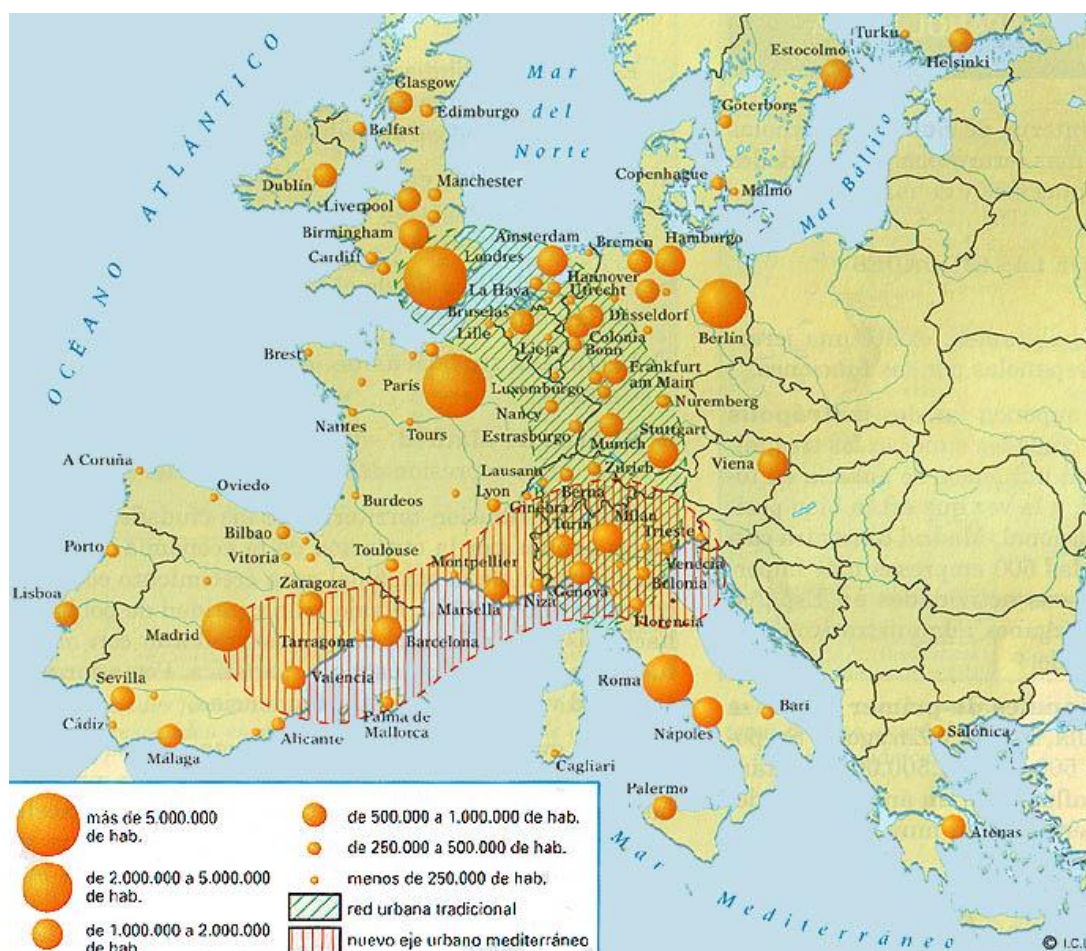 OCÉANO ATLÁNTICO
Mar
del
Norte
Mar Báltico
Mar Mediterráneo
Turku
Estocolmo
Helsinki
Göterborg
Glasgow
Edimburgo
Belfast
Dublín
Manchester
Liverpool
Birmingham
Cardiff
Londres
Copenhague
Malmo
Amsterdam
Bremen
Hamburgo
Hannover
La Haya
Utrecht
Berlín
Bruselas
Desseldorf
Lille
Lieja
Colonia
Bonn
Brest
París
Luxemburgo
Frankfurt
am Main
Nancy
Nuremberg
Nantes
Tours
Estrasburgo
Munich
Stuttgart
Viena
Lausana
Zúrich
A Coruña
Oviedo
Burdeos
Lyon
Ginebra
Berna
Bilbao
Vitoria
Toulouse
Turín
Milán
Trieste
Porto
Montpellier
Venecia
Zaragoza
Marsella
Niza
Génova
Bolonia
Lisboa
Madrid
Tarragona
Barcelona
Florencia
Valencia
Sevilla
Roma
Cádiz
Palma de
Mallorca
Nápoles
Bari
Málaga
Alicante
Salónica
Cagliari
Palermo
Atenas
más de 5.000.000
de hab.
de 2.000.000 a 5.000.000
de hab.
de 1.000.000 a 2.000.000
de hab.
de 500.000 a 1.000.000 de hab.
de 250.000 a 500.000 de hab.
menos de 250.000 de hab.
red urbana tradicional
nuevo eje urbano mediterráneo